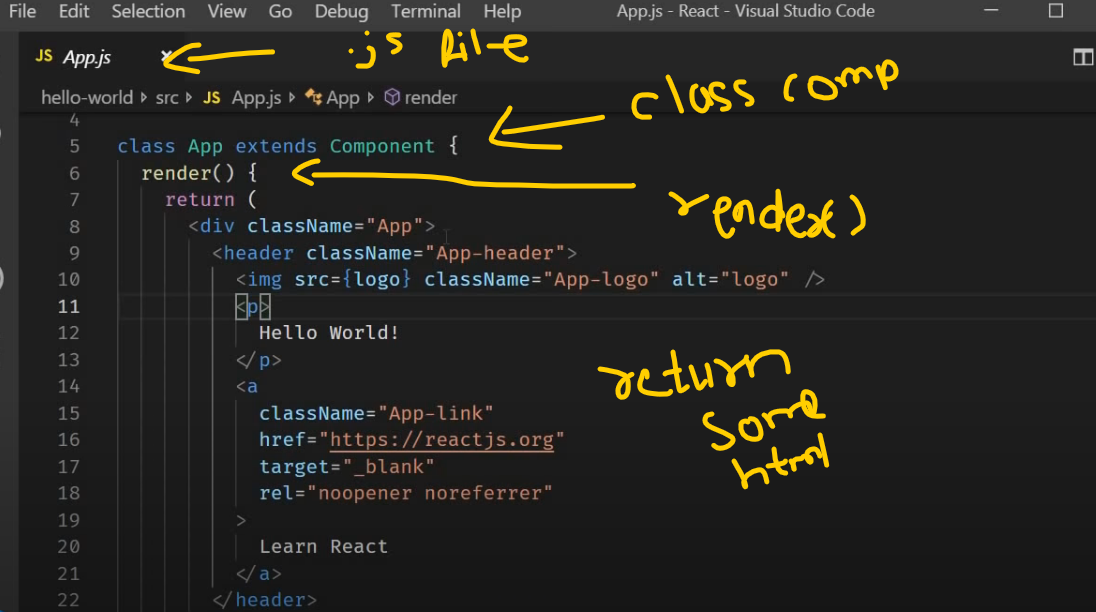 File Edit Selection View Go Debug Terminal Help App.js - React - Visual Studio Code
JS App.js ×
.js file
hello-world src JS App.js App render
class comp
4
5 class App extends Component {
6 render() {
render()
7 return (
8 <div className="App">
9 <header className="App-header">
10 <img src={logo} className="App-logo" alt="logo" />
11 <p>
12 Hello World!
13 </p>
return
some
html
14 <a
15 className="App-link"
16 href="https://reactjs.org"
17 target="_blank"
18 rel="noopener noreferrer"
19 >
20 Learn React
21 </a>
22 </header>